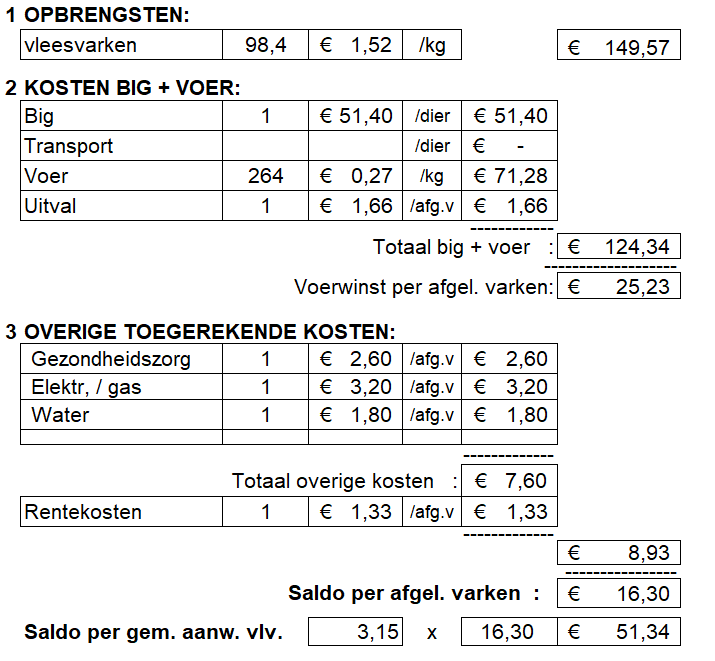 1 OPBRENGSTEN:
vleesvarken 98,4 € 1,52 /kg € 149,57
2 KOSTEN BIG + VOER:
Big 1 € 51,40 /dier € 51,40
Transport /dier € -
Voer 264 € 0,27 /kg € 71,28
Uitval 1 € 1,66 /afg.v € 1,66
------------
Totaal big + voer : € 124,34
-------------------
Voerwinst per afgel. varken: € 25,23
3 OVERIGE TOEGEREKENDE KOSTEN:
Gezondheidszorg 1 € 2,60 /afg.v € 2,60
Elektr, / gas 1 € 3,20 /afg.v € 3,20
Water 1 € 1,80 /afg.v € 1,80
-------------
Totaal overige kosten : € 7,60
Rentekosten 1 € 1,33 /afg.v € 1,33
-------------
€ 8,93
----------------
Saldo per afgel. varken : € 16,30
Saldo per gem. aanw. vlv. 3,15 x 16,30 € 51,34